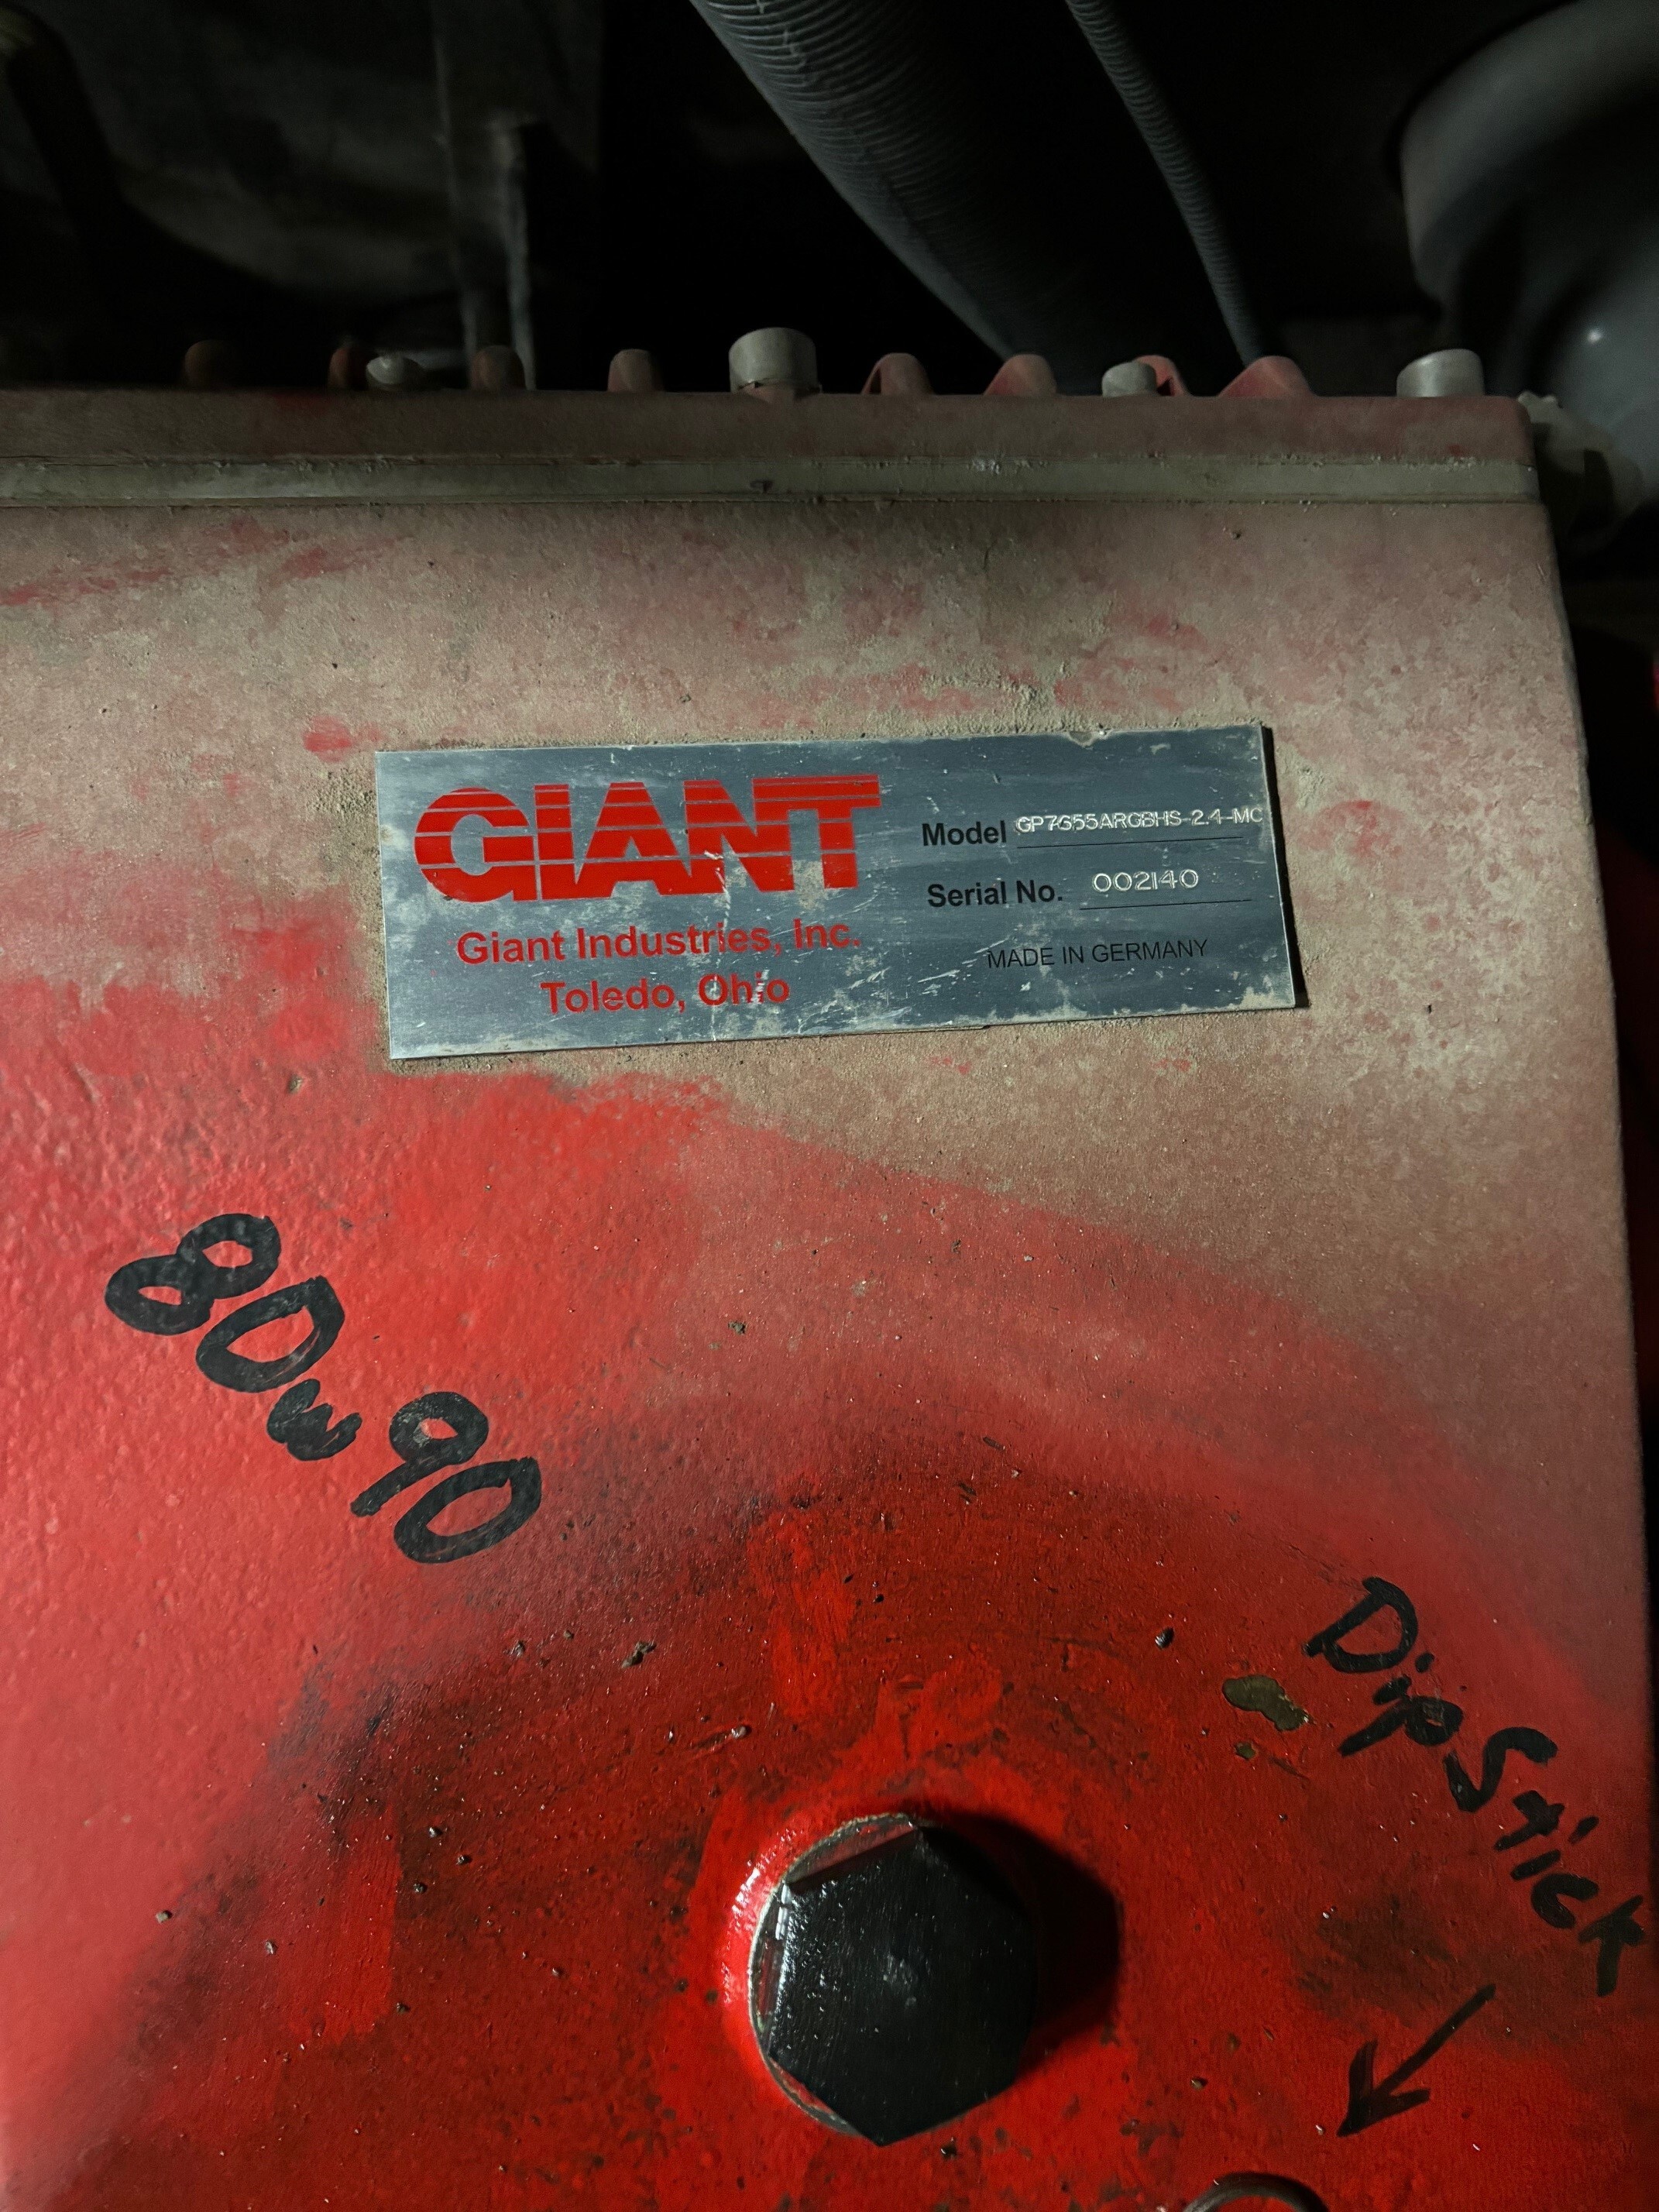 GIANT
Giant Industries, Inc.
Toledo, Ohio
Model GP7G55ARGBHS-2.4-MC
Serial No. 002140
MADE IN GERMANY
80w90
DipStick